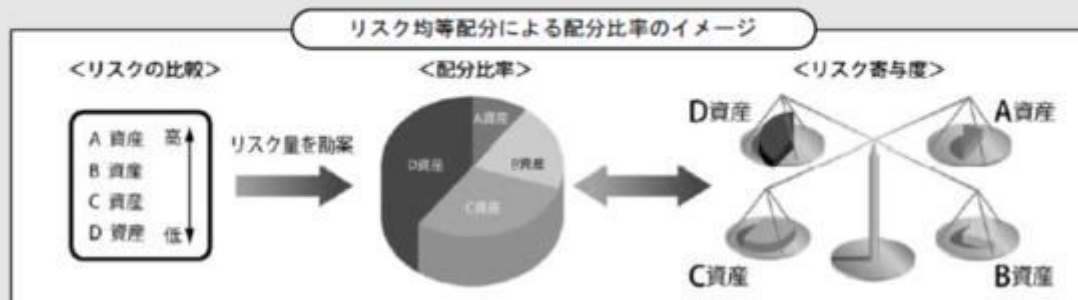 リスク均等配分による配分比率のイメージ
<リスクの比較>
A 資産 高
B 資産
C 資産
D 資産 低
リスク量を勘案
<配分比率>
A資産
B資産
C資産
D資産
<リスク寄与度>
D資産
A資産
C資産
B資産